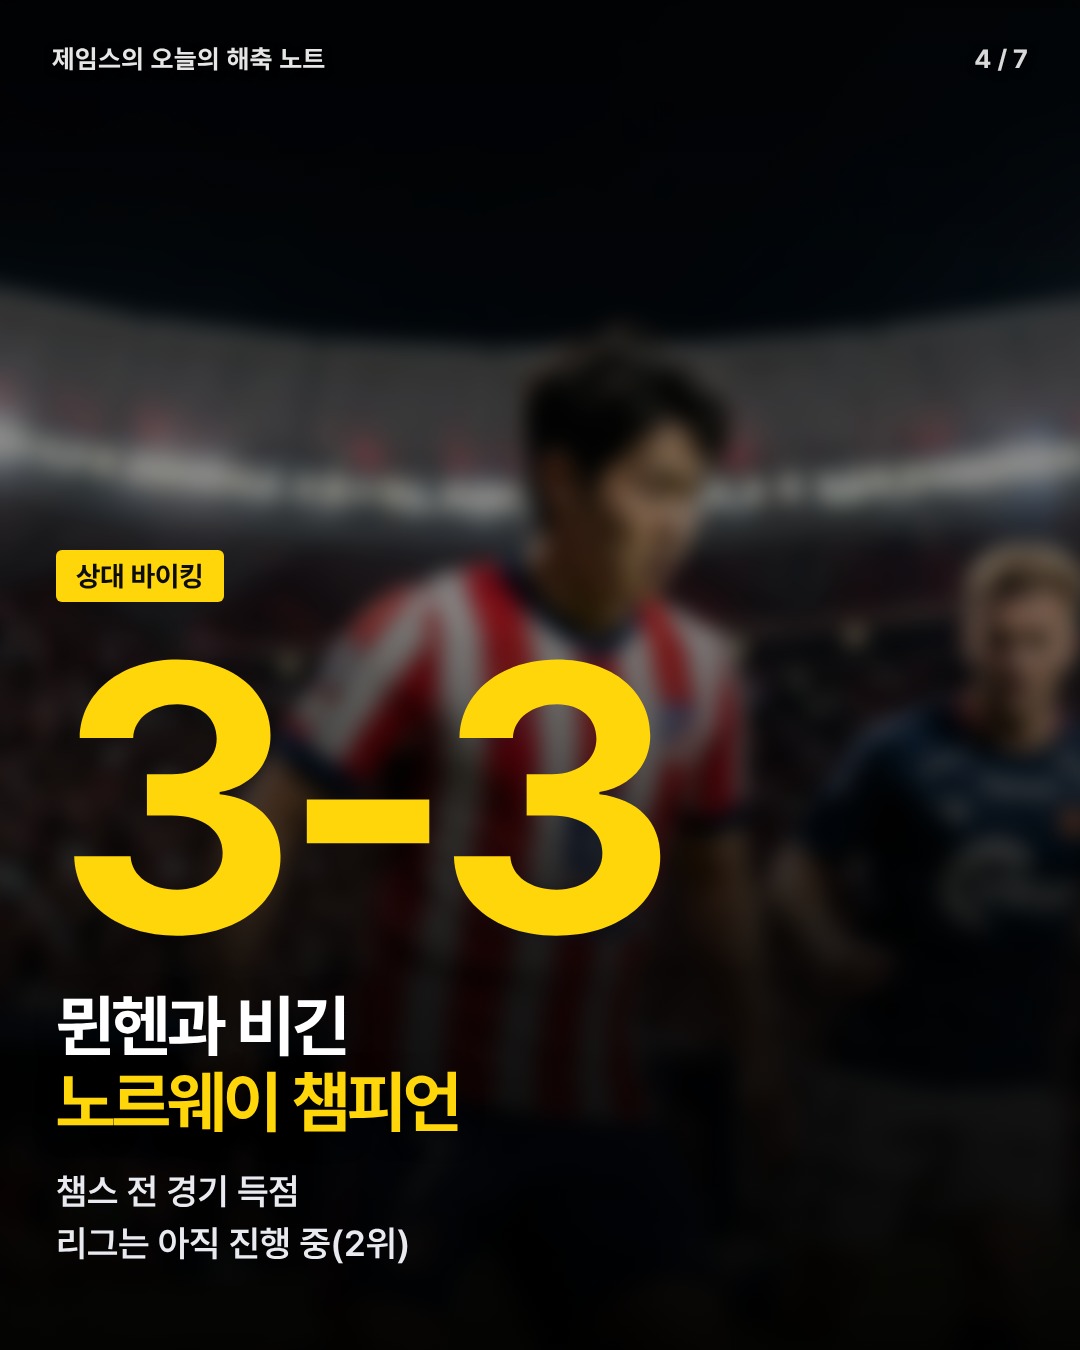 제임스의 오늘의 해축 노트
4 / 7
상대 바이킹
3-3
뮌헨과 비긴
노르웨이 챔피언
챔스 전 경기 득점
리그는 아직 진행 중(2위)